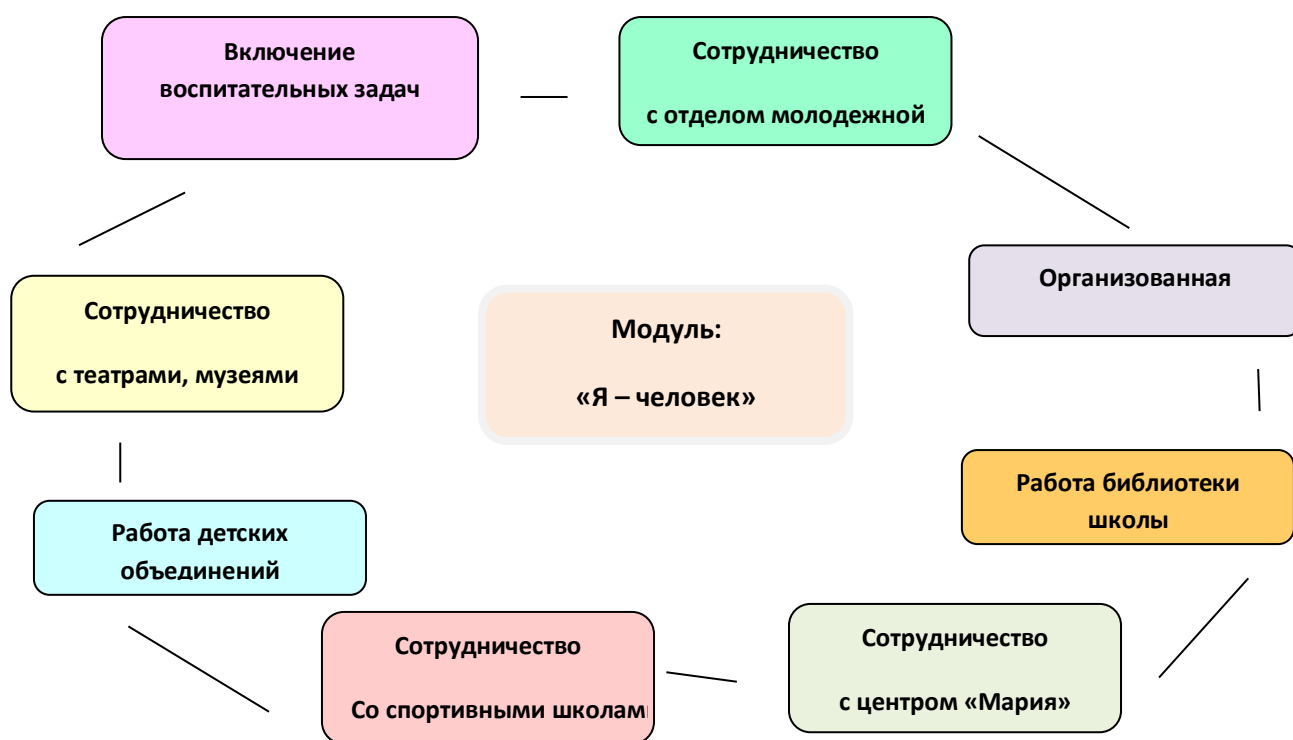 Включение
воспитательных задач
Сотрудничество
с отделом молодежной
Организованная
Сотрудничество
с театрами, музеями
Модуль:
«Я – человек»
Работа библиотеки
школы
Работа детских
объединений
Сотрудничество
Со спортивными школам
Сотрудничество
с центром «Мария»